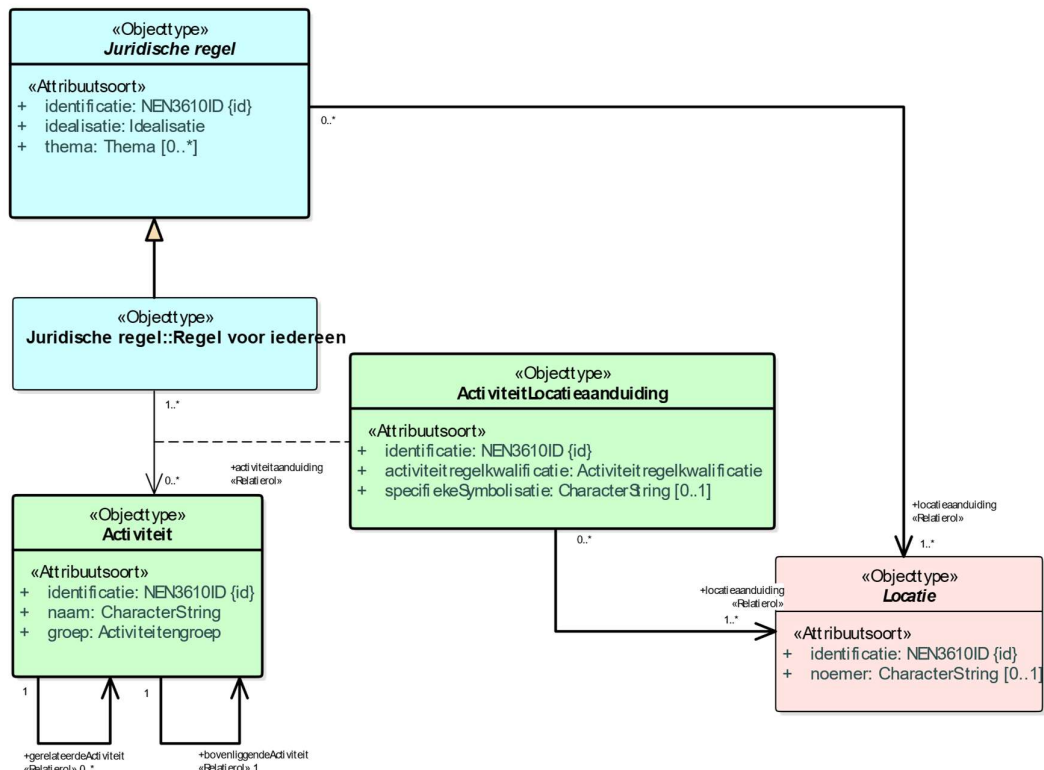 «Objecttype»
Juridische regel
«Attribuutsoort»
+ identificatie: NEN3610ID {id}
+ idealisatie: Idealisatie
+ thema: Thema [0..*]
0..*
«Objecttype»
Juridische regel::Regel voor iedereen
1..*
0..*
+activiteitaanduiding
«Relatierol»
«Objecttype»
ActiviteitLocatieaanduiding
«Attribuutsoort»
+ identificatie: NEN3610ID {id}
+ activiteitregelkwalificatie: Activiteitregelkwalificatie
+ specifiekeSymbolisatie: CharacterString [0..1]
0..*
+locatieaanduiding
«Relatierol»
1..*
+locatieaanduiding
«Relatierol»
1..*
«Objecttype»
Activiteit
«Attribuutsoort»
+ identificatie: NEN3610ID {id}
+ naam: CharacterString
+ groep: Activiteitengroep
1
1
+gerelateerdeActiviteit
«Relatierol» 0..*
+bovenliggendeActiviteit
«Relatierol» 1
«Objecttype»
Locatie
«Attribuutsoort»
+ identificatie: NEN3610ID {id}
+ noemer: CharacterString [0..1]